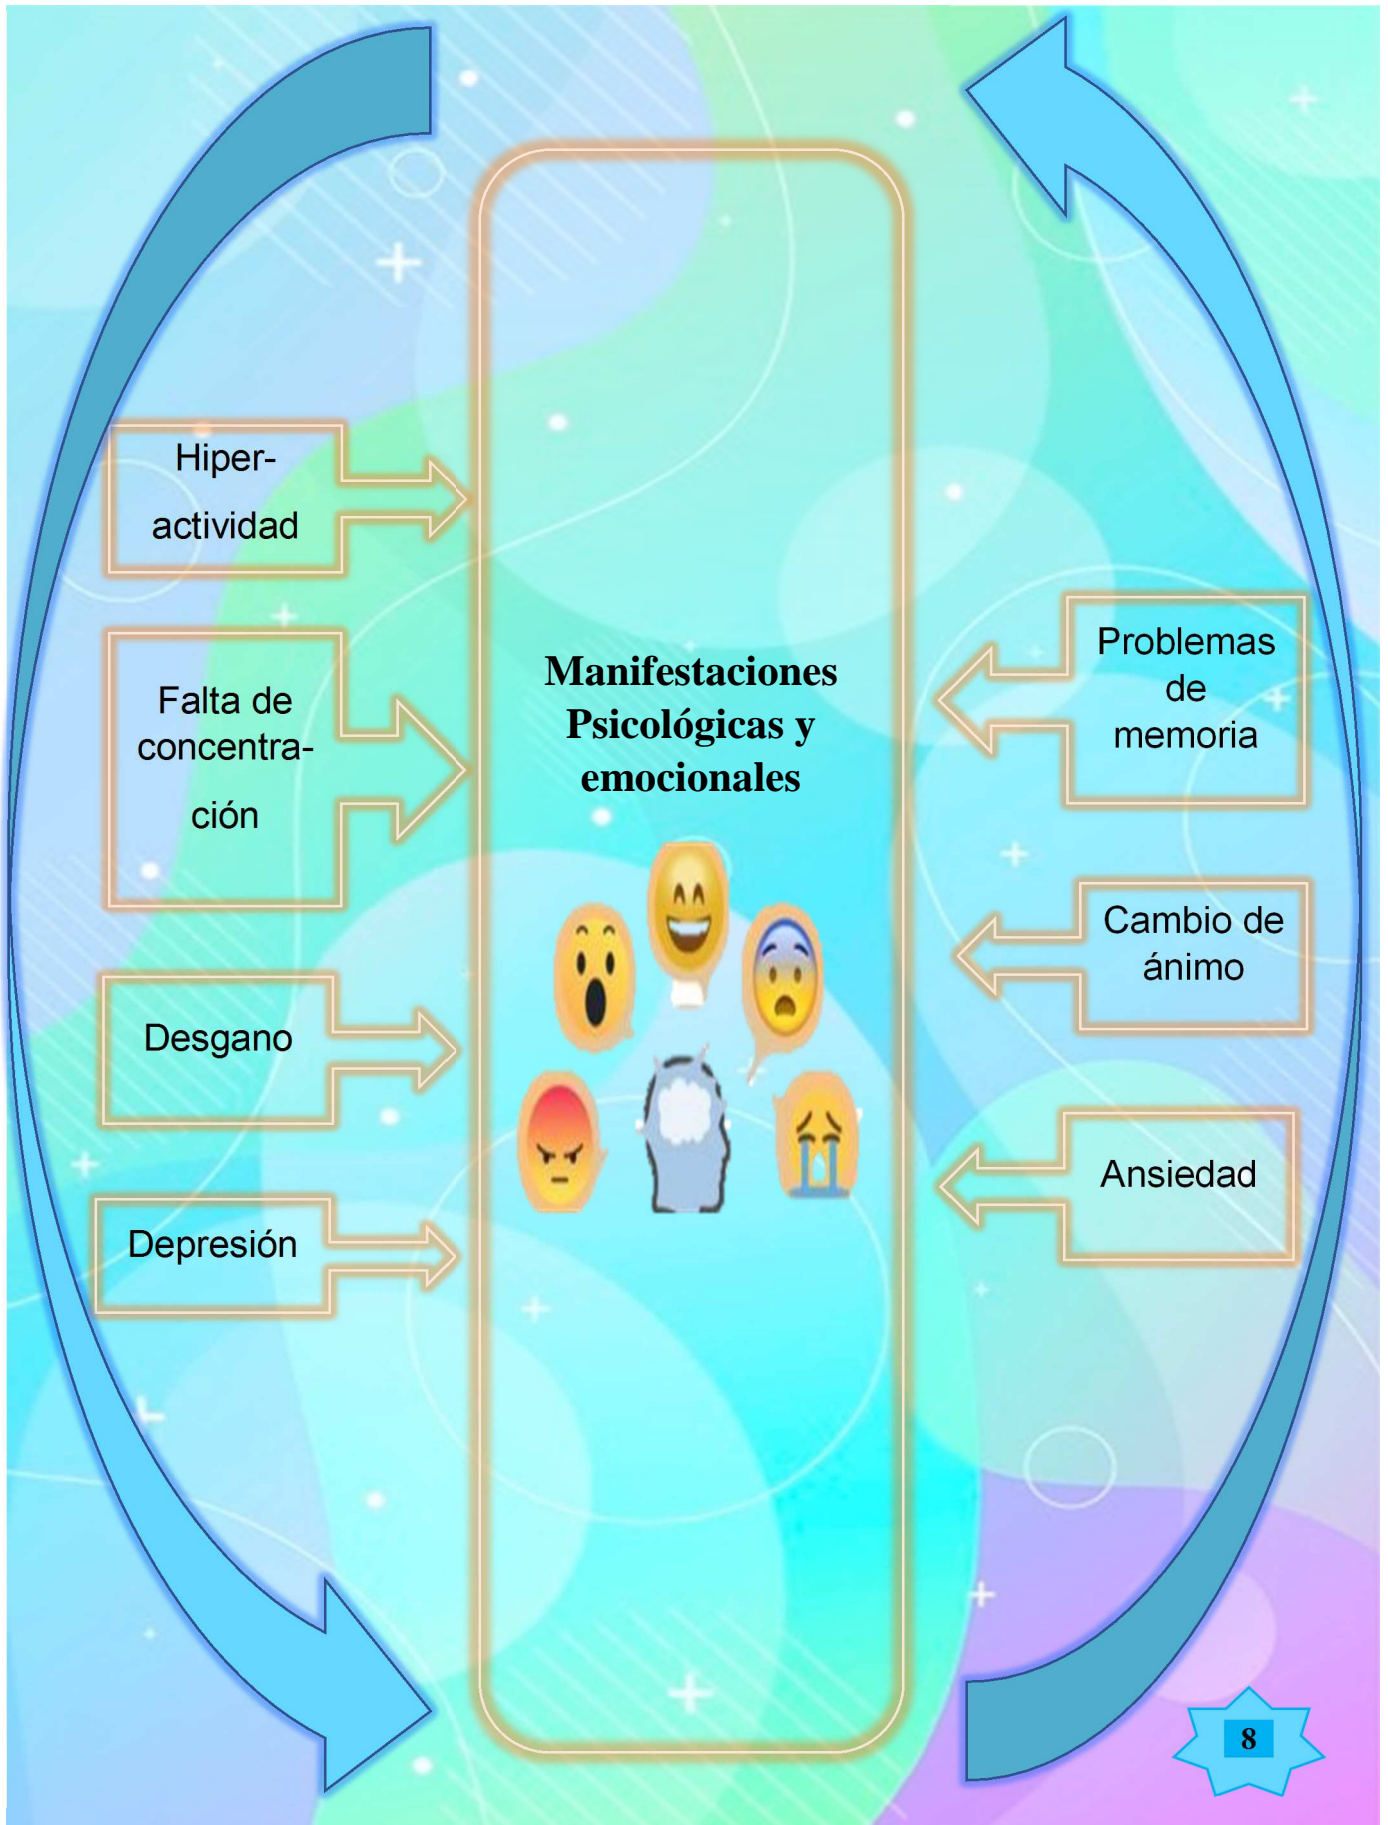 Hiper-
actividad
Falta de
concentra-
ción
Desgano
Depresión
Manifestaciones
Psicológicas y
emocionales
Problemas
de
memoria
Cambio de
ánimo
Ansiedad
8